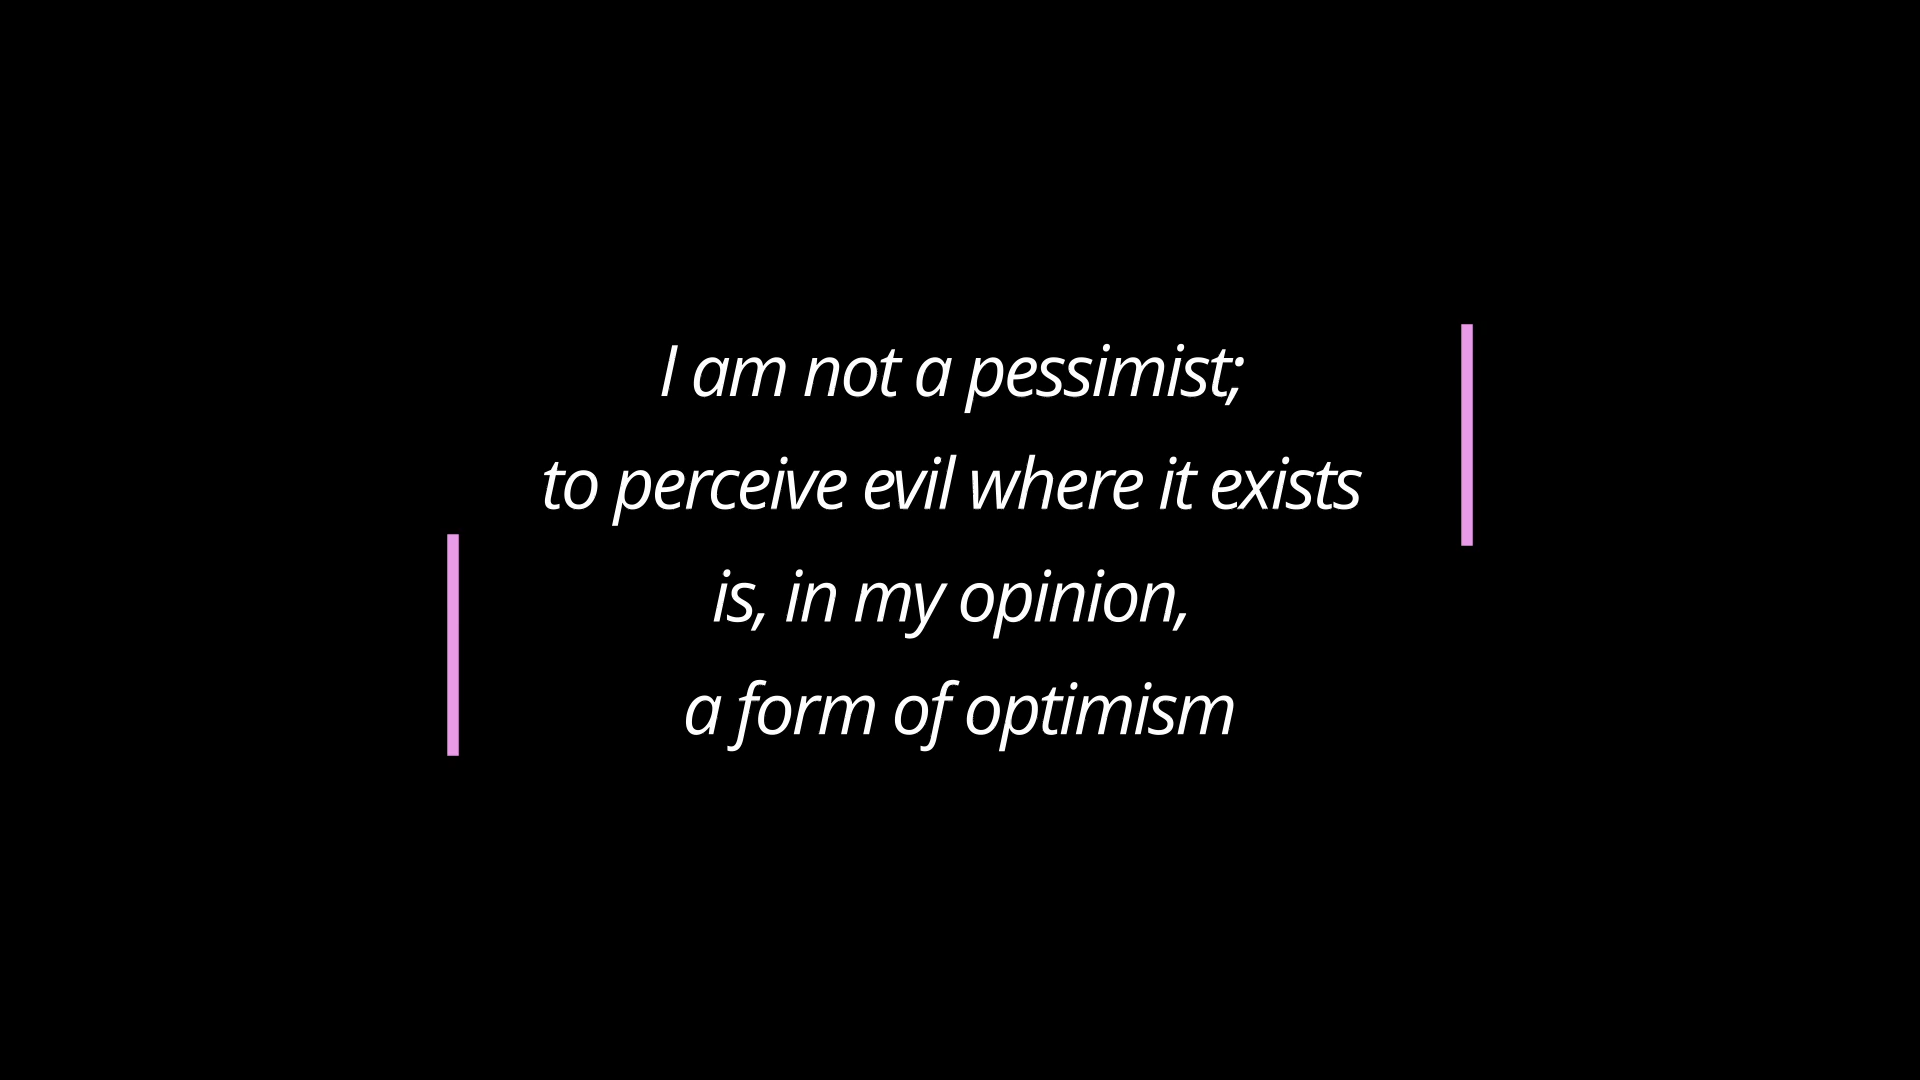 I am not a pessimist;
to perceive evil where it exists
is, in my opinion,
a form of optimism